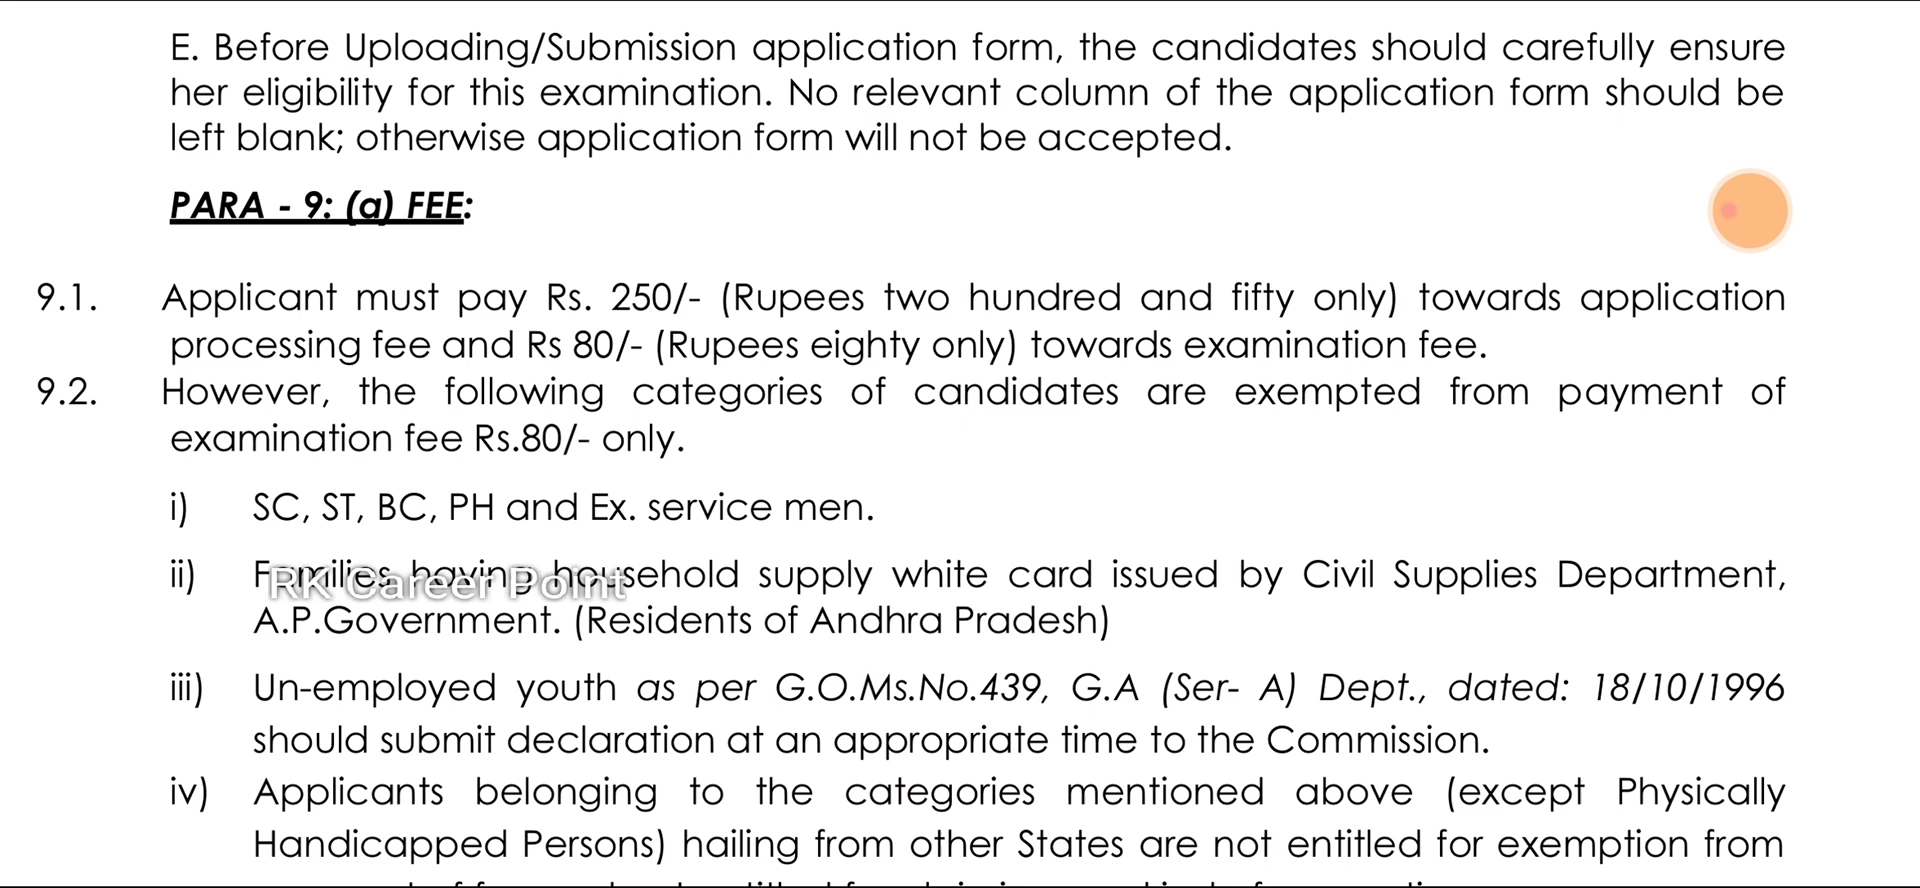 E. Before Uploading/Submission application form, the candidates should carefully ensure
her eligibility for this examination. No relevant column of the application form should be
left blank; otherwise application form will not be accepted.
PARA - 9: (a) FEE:
9.1. Applicant must pay Rs. 250/- (Rupees two hundred and fifty only) towards application
processing fee and Rs 80/- (Rupees eighty only) towards examination fee.
9.2. However, the following categories of candidates are exempted from payment of
examination fee Rs.80/- only.
i) SC, ST, BC, PH and Ex. service men.
ii) Families having household supply white card issued by Civil Supplies Department,
RK Career Point
A.P.Government. (Residents of Andhra Pradesh)
iii) Un-employed youth as per G.O.Ms.No.439, G.A (Ser- A) Dept., dated: 18/10/1996
should submit declaration at an appropriate time to the Commission.
iv) Applicants belonging to the categories mentioned above (except Physically
Handicapped Persons) hailing from other States are not entitled for exemption from